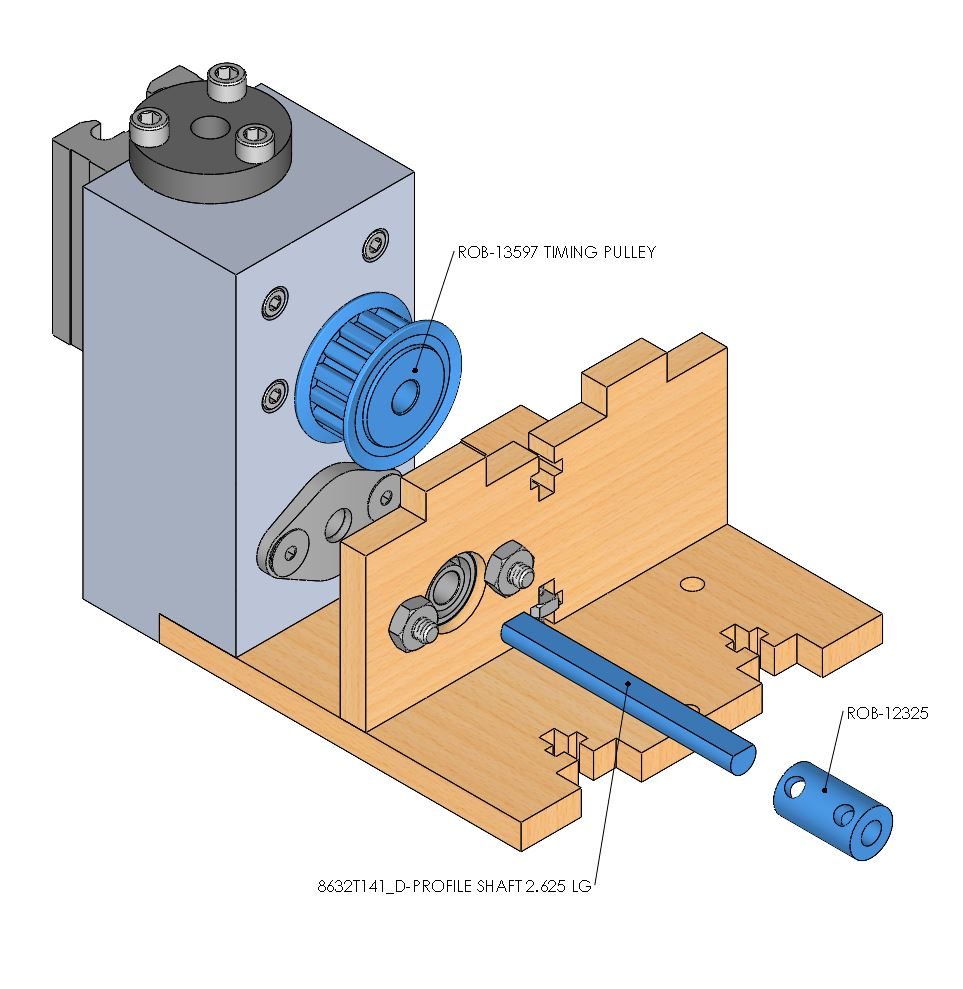 ROB-13597 TIMING PULLEY
ROB-12325
8632T141_D-PROFILE SHAFT 2.625 LG